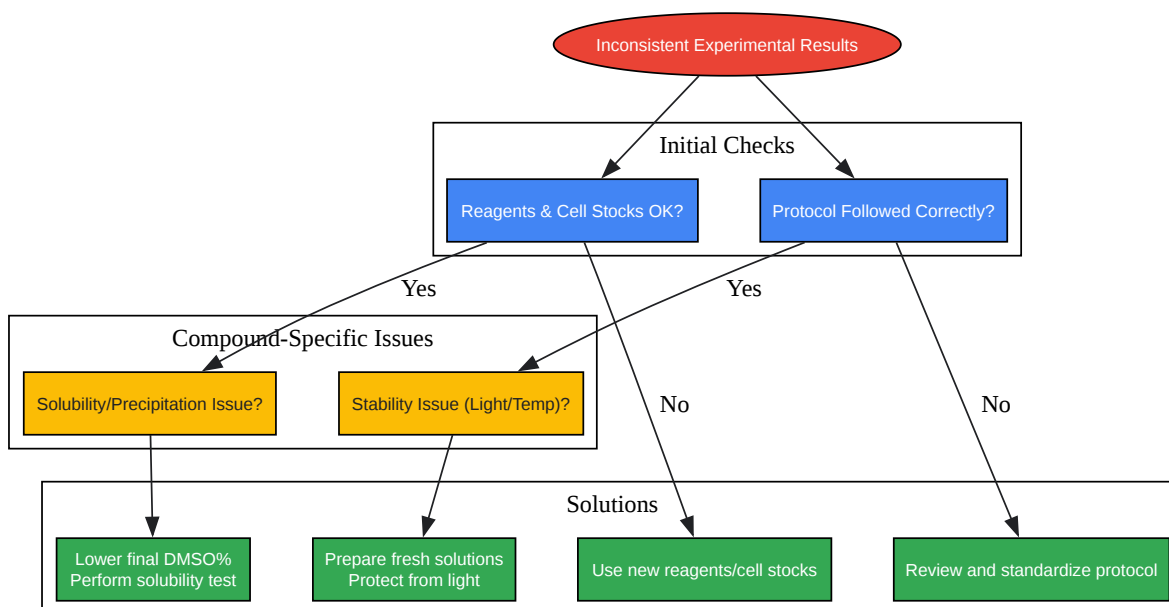 Inconsistent Experimental Results
Initial Checks
Reagents & Cell Stocks OK?
Protocol Followed Correctly?
Yes
Yes
Compound-Specific Issues
Solubility/Precipitation Issue?
Stability Issue (Light/Temp)?
No
No
Solutions
Lower final DMSO%
Perform solubility test
Prepare fresh solutions
Protect from light
Use new reagents/cell stocks
Review and standardize protocol